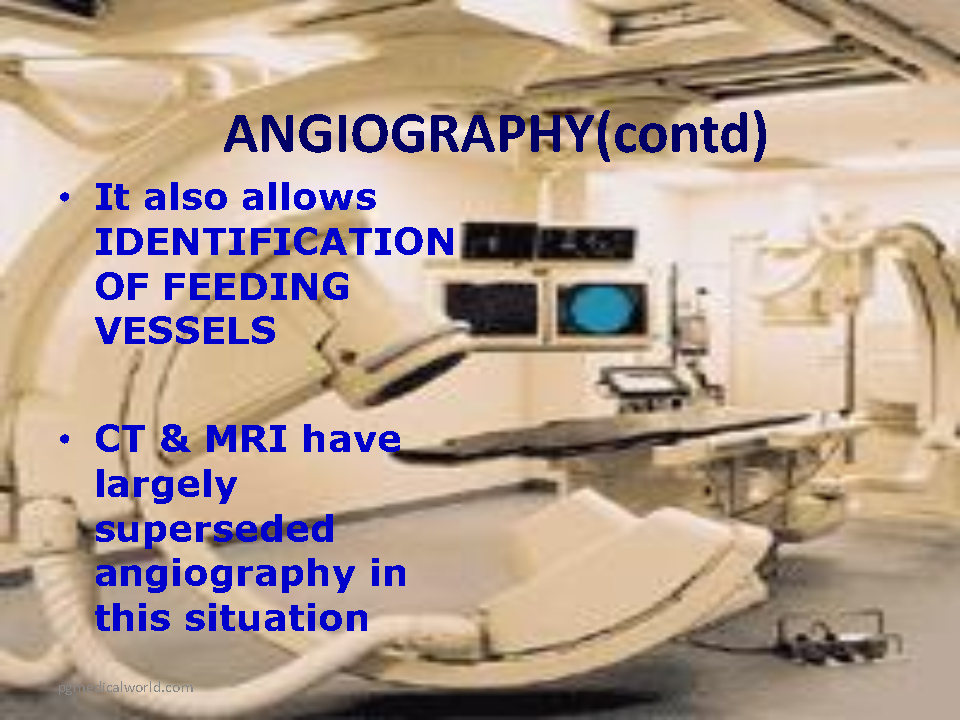 ANGIOGRAPHY(contd)
• It also allows
IDENTIFICATION
OF FEEDING
VESSELS
• CT & MRI have
largely
superseded
angiography in
this situation
pgmedicalworld.com